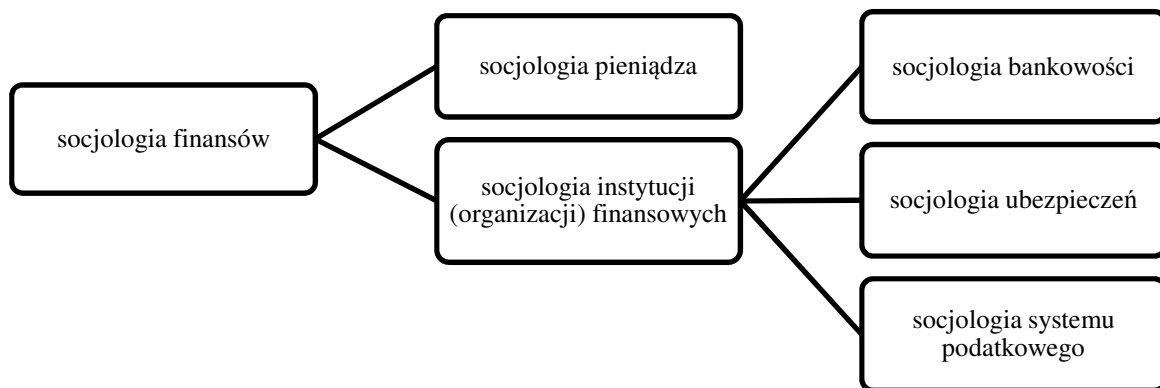 socjologia finansów
socjologia pieniądza
socjologia instytucji
(organizacji) finansowych
socjologia bankowości
socjologia ubezpieczeń
socjologia systemu
podatkowego